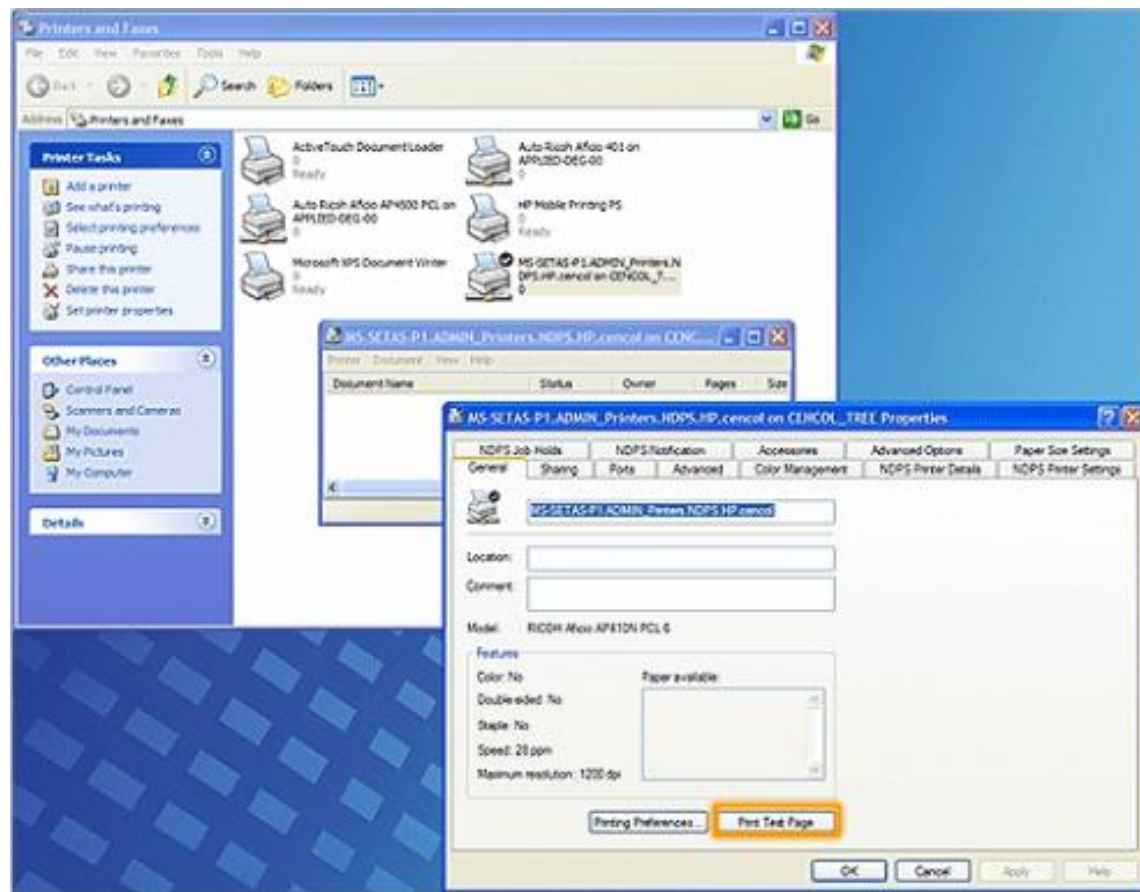 Printers and Faxes
File Edit View Favorites Tools Help
Back Search Folders
Address Printers and Faxes Go
Printer Tasks
Add a printer
See what's printing
Select printing preferences
Pause printing
Share this printer
Delete this printer
Set printer properties
Other Places
Control Panel
Scanners and Cameras
My Documents
My Pictures
My Computer
Details
ActiveTouch Document Loader
0
Ready
Auto Ricoh Aficio 401 on
APPLIED-DEG-00
0
Auto Ricoh Aficio AP4500 PCL on
APPLIED-DEG-00
0
HP Mobile Printing PS
0
Ready
Microsoft XPS Document Writer
0
Ready
MS-SETAS-P1.ADMIN_Printers.N
DPS.HP.cencol on CENCOL_T...
0
MS-SETAS-P1.ADMIN_Printers.NDPS.HP.cencol on CENC...
Printer Document View Help
Document Name Status Owner Pages Size
MS-SETAS-P1.ADMIN_Printers.NDPS.HP.cencol on CENCOL_TREE Properties
NDPS Job Holds NDPS Notification Accessories Advanced Options Paper Size Settings
General Sharing Ports Advanced Color Management NDPS Printer Details NDPS Printer Settings
MS-SETAS-P1.ADMIN_Printers.NDPS.HP.cencol
Location:
Comment:
Model: RICOH Aficio AP410N PCL 6
Features
Color: No
Paper available:
Double-sided: No
Staple: No
Speed: 28 ppm
Maximum resolution: 1200 dpi
Printing Preferences... Print Test Page
OK Cancel Apply Help